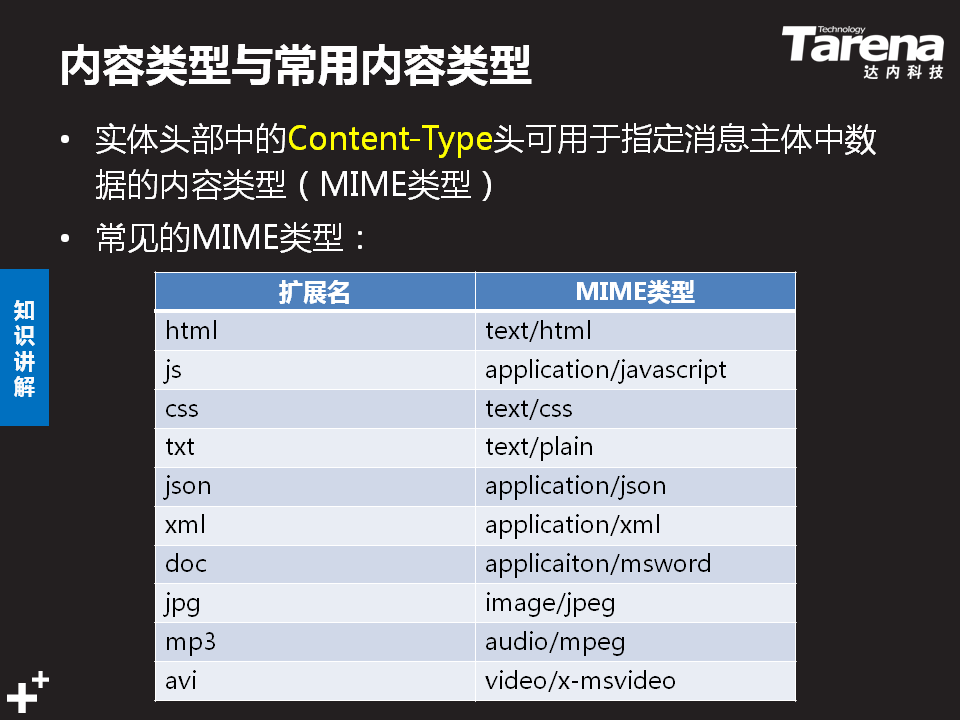 内容类型与常用内容类型
Technology
Tarena
达内科技
• 实体头部中的Content-Type头可用于指定消息主体中数
据的内容类型（MIME类型）
• 常见的MIME类型：
知识讲解
扩展名 MIME类型
html text/html
js application/javascript
css text/css
txt text/plain
json application/json
xml application/xml
doc applicaiton/msword
jpg image/jpeg
mp3 audio/mpeg
avi video/x-msvideo